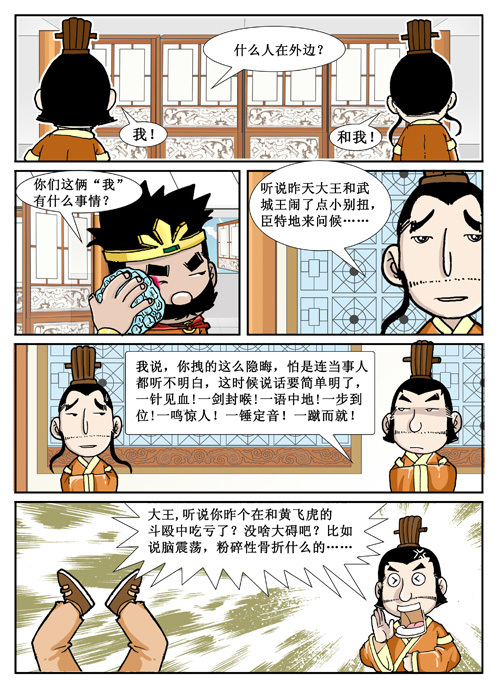 什么人在外边？
我！
和我！
你们这俩“我”
有什么事情？
听说昨天大王和武
城王闹了点小别扭，
臣特地来问候……
我说，你拽的这么隐晦，怕是连当事人
都听不明白，这时候说话要简单明了，
一针见血！一剑封喉！一语中地！一步到
位！一鸣惊人！一锤定音！一蹴而就！
大王，听说你昨个在和黄飞虎的
斗殴中吃亏了？没啥大碍吧？比如
说脑震荡，粉碎性骨折什么的……